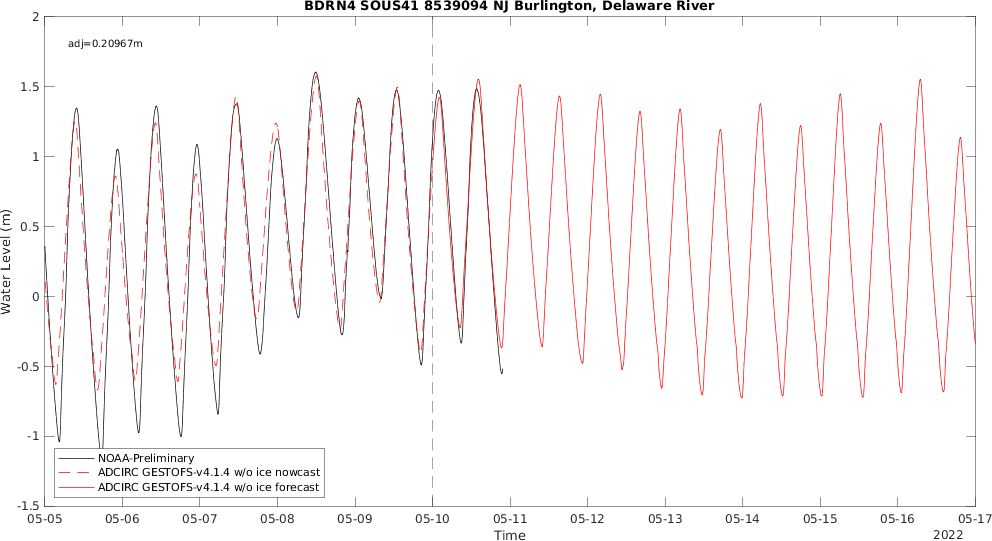 BDRN4 SOUS41 8539094 NJ Burlington, Delaware River
2
adj=0.20967m
1.5
1
0.5
0
-0.5
-1
-1.5
Water Level (m)
NOAA-Preliminary
ADCIRC GESTOFS-v4.1.4 w/o ice nowcast
ADCIRC GESTOFS-v4.1.4 w/o ice forecast
05-05 05-06 05-07 05-08 05-09 05-10 05-11 05-12 05-13 05-14 05-15 05-16 05-17
Time
2022